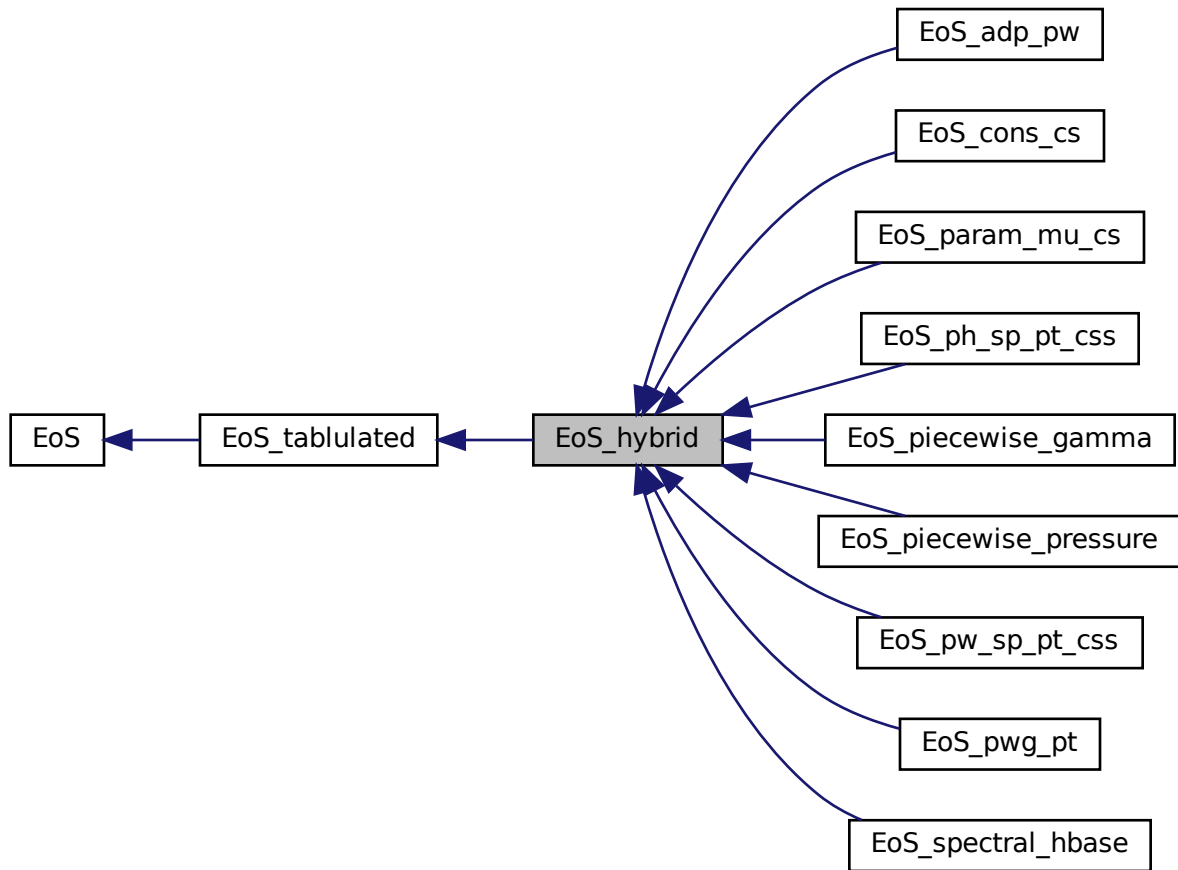 EoS_adp_pw
EoS_cons_cs
EoS_param_mu_cs
EoS_ph_sp_pt_css
EoS
EoS_tablulated
EoS_hybrid
EoS_piecewise_gamma
EoS_piecewise_pressure
EoS_pw_sp_pt_css
EoS_pwg_pt
EoS_spectral_hbase